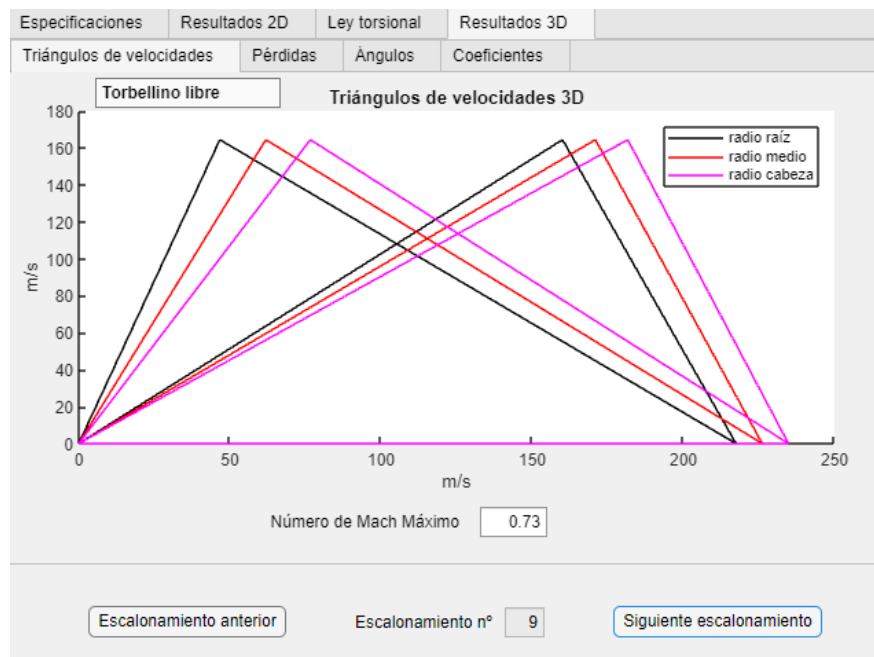 Especificaciones Resultados 2D Ley torsional Resultados 3D
Triángulos de velocidades Pérdidas Àngulos Coeficientes
Torbellino libre
Triángulos de velocidades 3D
180
160
140
120
100
80
60
40
20
0
m/s
radio raíz
radio medio
radio cabeza
0 50 100 150 200 250
m/s
Número de Mach Máximo 0.73
Escalonamiento anterior Escalonamiento nº 9 Siguiente escalonamiento